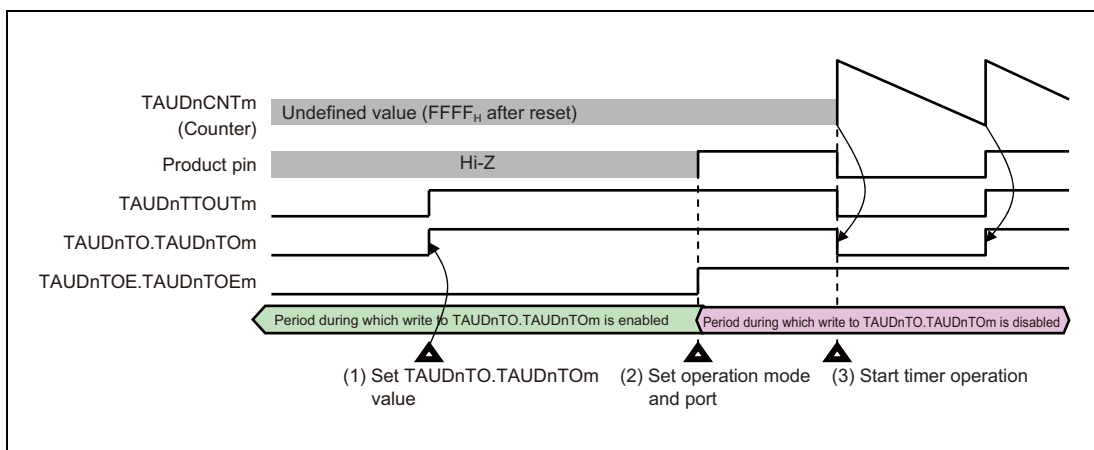 TAUDnCNTm
(Counter)
Undefined value (FFFFH after reset)
Product pin
Hi-Z
TAUDnTTOUTm
TAUDnTO.TAUDnTOm
TAUDnTOE.TAUDnTOEm
Period during which write to TAUDnTO.TAUDnTOm is enabled
Period during which write to TAUDnTO.TAUDnTOm is disabled
(1) Set TAUDnTO.TAUDnTOm
value
(2) Set operation mode
and port
(3) Start timer operation